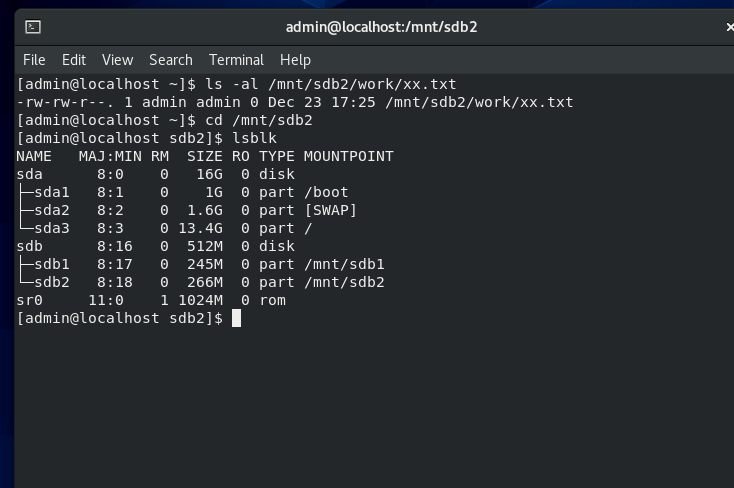 admin@localhost:/mnt/sdb2
File Edit View Search Terminal Help
[admin@localhost ~]$ ls -al /mnt/sdb2/work/xx.txt
-rw-rw-r--. 1 admin admin 0 Dec 23 17:25 /mnt/sdb2/work/xx.txt
[admin@localhost ~]$ cd /mnt/sdb2
[admin@localhost sdb2]$ lsblk
NAME   MAJ:MIN RM  SIZE RO TYPE MOUNTPOINT
sda      8:0    0   16G  0 disk
├─sda1   8:1    0    1G  0 part /boot
├─sda2   8:2    0  1.6G  0 part [SWAP]
└─sda3   8:3    0 13.4G  0 part /
sdb      8:16   0  512M  0 disk
├─sdb1   8:17   0  245M  0 part /mnt/sdb1
└─sdb2   8:18   0  266M  0 part /mnt/sdb2
sr0     11:0    1 1024M  0 rom
[admin@localhost sdb2]$